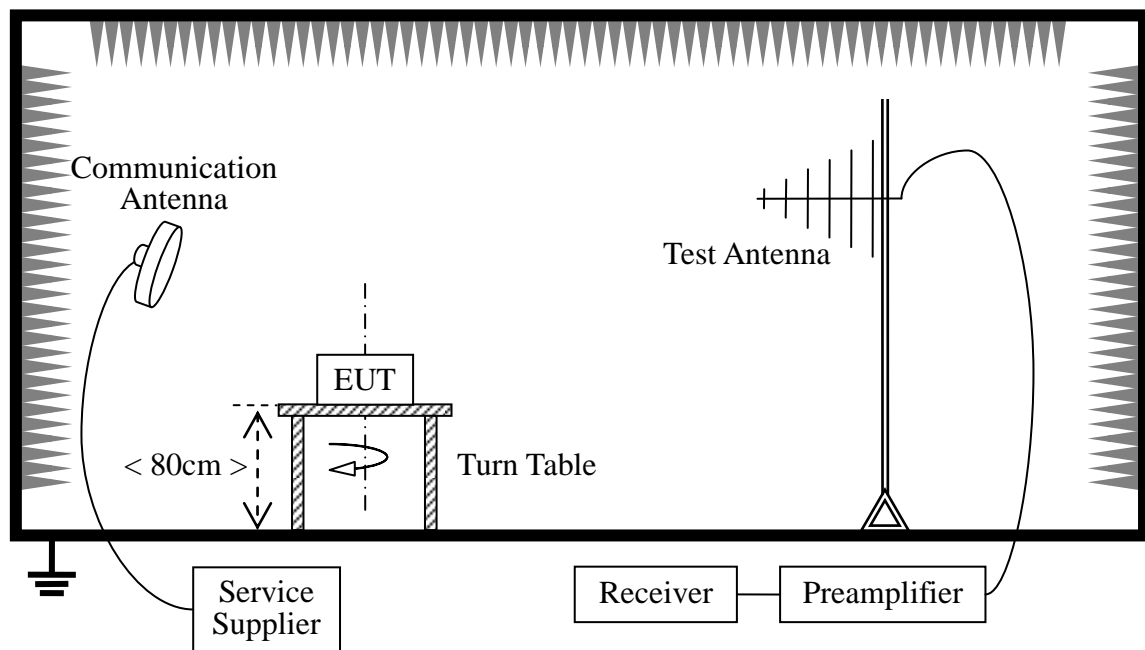 Communication
Antenna
Test Antenna
EUT
< 80cm >
Turn Table
Service
Supplier
Receiver
Preamplifier